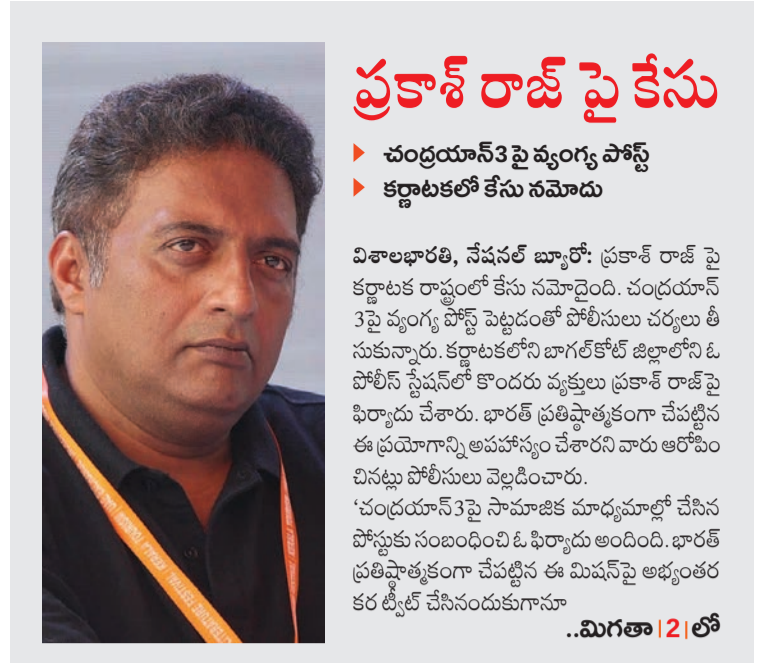 ప్రకాశ్ రాజ్ పై కేసు
చంద్రయాన్3 పై వ్యంగ్య పోస్ట్
కర్ణాటకలో కేసు నమోదు
విశాలభారతి, నేషనల్ బ్యూరో: ప్రకాశ్ రాజ్ పై
కర్ణాటక రాష్ట్రంలో కేసు నమోదైంది. చంద్రయాన్
3పై వ్యంగ్య పోస్ట్ పెట్టడంతో పోలీసులు చర్యలు తీ
సుకున్నారు. కర్ణాటకలోని బాగల్‌కోట్ జిల్లాలోని ఓ
పోలీస్ స్టేషన్‌లో కొందరు వ్యక్తులు ప్రకాశ్ రాజ్‌పై
ఫిర్యాదు చేశారు. భారత్ ప్రతిష్ఠాత్మకంగా చేపట్టిన
ఈ ప్రయోగాన్ని అపహాస్యం చేశారని వారు ఆరోపిం
చినట్లు పోలీసులు వెల్లడించారు.
‘చంద్రయాన్3పై సామాజిక మాధ్యమాల్లో చేసిన
పోస్టుకు సంబంధించి ఓ ఫిర్యాదు అందింది. భారత్
ప్రతిష్ఠాత్మకంగా చేపట్టిన ఈ మిషన్‌పై అభ్యంతర
కర ట్వీట్ చేసినందుకుగానూ
..మిగతా |2| లో